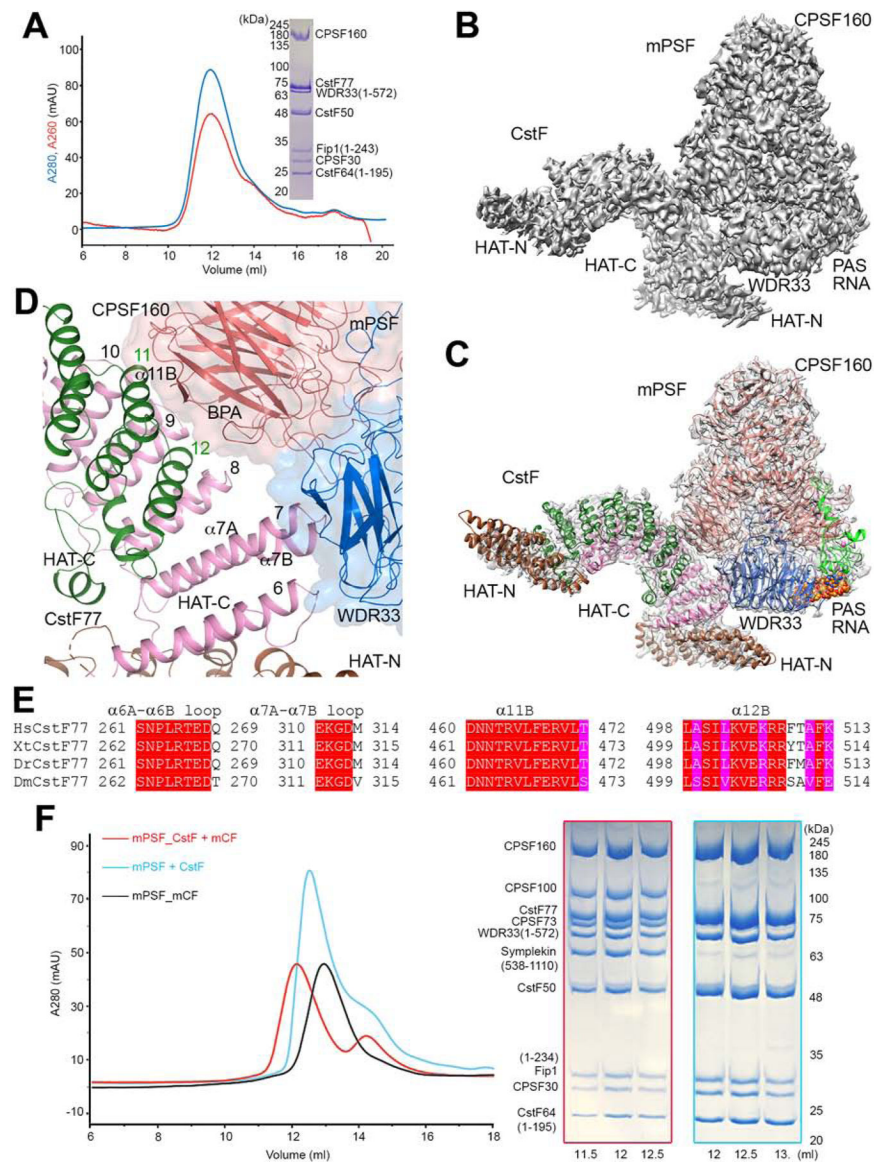 A
(kDa)
245
180
135
100
75
63
48
35
25
20
CPSF160
CstF77
WDR33(1-572)
CstF50
Fip1(1-243)
CPSF30
CstF64(1-195)
A280, A260 (mAU)
100
80
60
40
20
0
6 8 10 12 14 16 18 20
Volume (ml)
B
CPSF160
mPSF
CstF
HAT-N
HAT-C
WDR33
PAS
RNA
HAT-N
D
CPSF160
mPSF
10
11
α11B
BPA
9
12
8
7
α7A
α7B
HAT-C
HAT-C
6
CstF77
WDR33
HAT-N
C
CPSF160
mPSF
CstF
HAT-N
HAT-C
WDR33
PAS
RNA
HAT-N
E
α6A-α6B loop α7A-α7B loop α11B α12B
HsCstF77 261 SNPLRTEDQ 269 310 EKGDM 314 460 DNNTRVLFERVLT 472 498 LASILKVEKRRFTAFK 513
XtCstF77 262 SNPLRTEDQ 270 311 EKGDM 315 461 DNNTRVLFERVLT 473 499 LASILKVEKRRYTAFK 514
DrCstF77 261 SNPLRTEDQ 269 310 EKGDM 314 460 DNNTRVLFERVLT 472 498 LASILKVEKRRFMAFK 513
DmCstF77 262 SNPLRTEDT 270 311 EKGDV 315 461 DNNTRVLFERVLS 473 499 LSSIVKVERRRSAVFE 514
F
mPSF_CstF + mCF
mPSF + CstF
mPSF_mCF
A280 (mAU)
90
70
50
30
10
-10
6 8 10 12 14 16 18
Volume (ml)
CPSF160
CPSF100
CstF77
CPSF73
WDR33(1-572)
Symplekin
(538-1110)
CstF50
(1-234)
Fip1
CPSF30
CstF64
(1-195)
(kDa)
245
180
135
100
75
63
48
35
25
20
11.5 12 12.5 12 12.5 13. (ml)